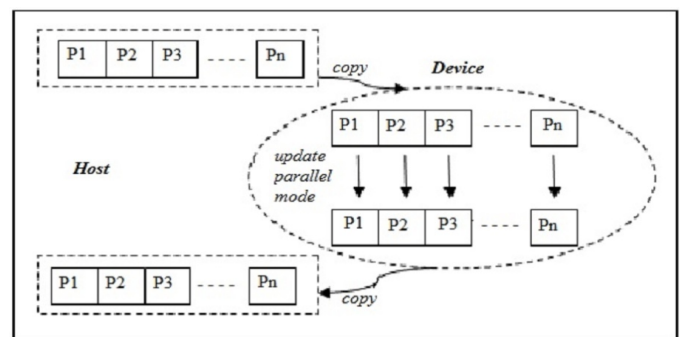 P1 P2 P3 ----- Pn
copy
Device
P1 P2 P3 ----- Pn
update
parallel
mode
Host
P1 P2 P3 ----- Pn
P1 P2 P3 ----- Pn
copy